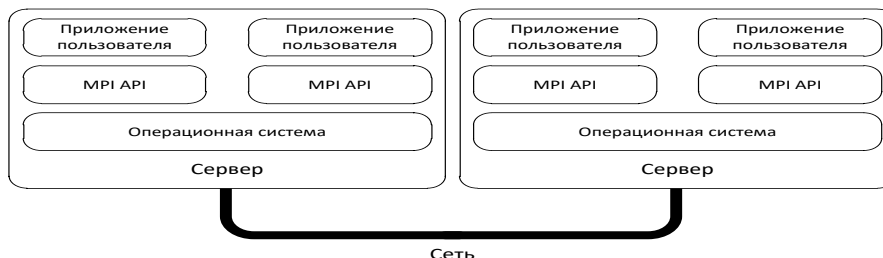 Приложение Приложение Приложение Приложение
пользователя пользователя пользователя пользователя
MPI API MPI API MPI API MPI API
Операционная система Операционная система
Сервер Сервер
Сеть